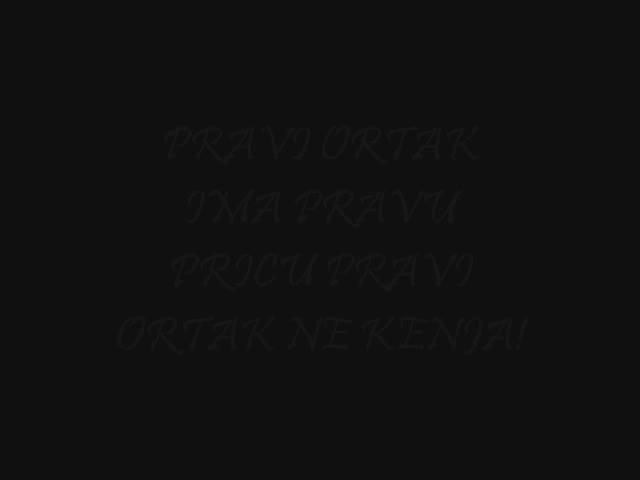 PRAVI ORTAK
IMA PRAVU
PRICU PRAVI
ORTAK NE KENJA!